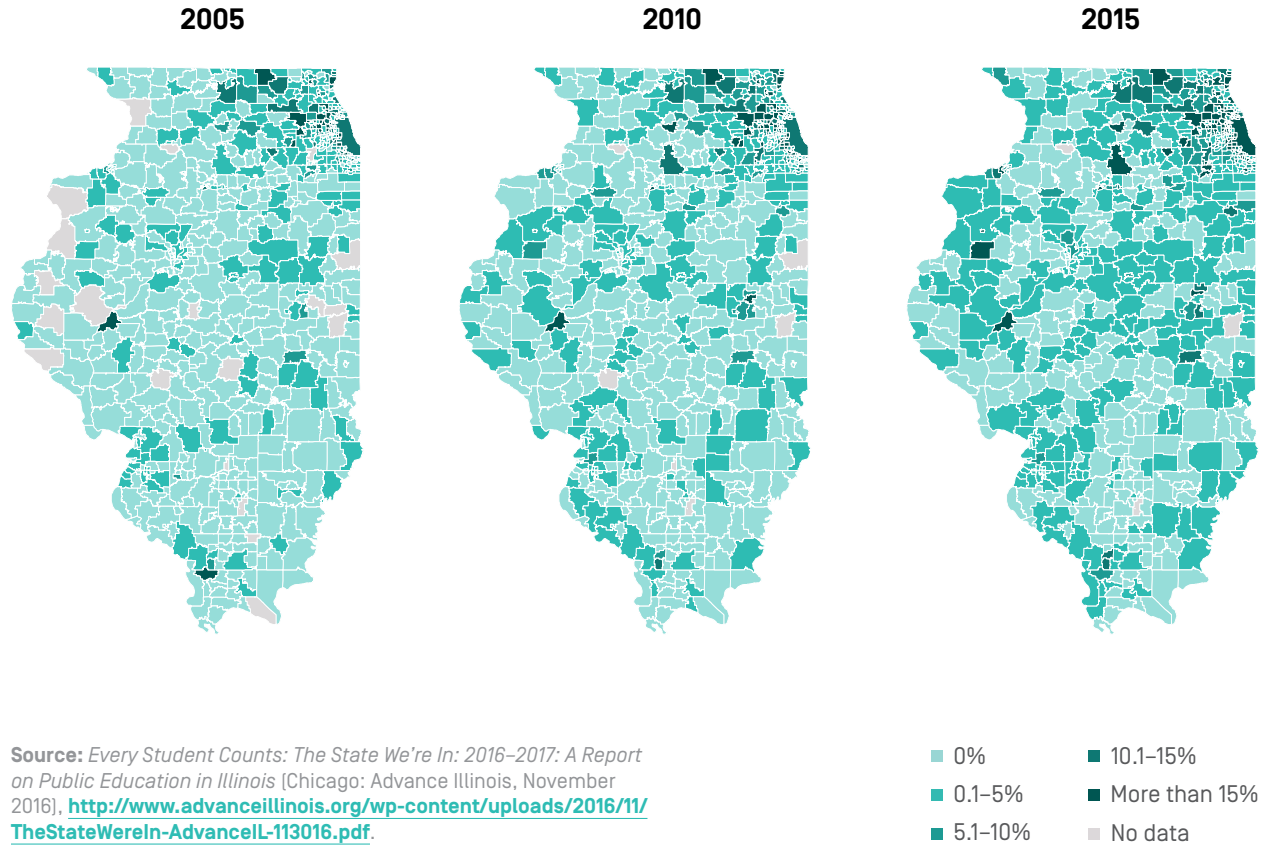 2005
2010
2015
Source: Every Student Counts: The State We’re In: 2016–2017: A Report
on Public Education in Illinois (Chicago: Advance Illinois, November
2016), http://www.advanceillinois.org/wp-content/uploads/2016/11/
TheStateWereIn-AdvanceIL-113016.pdf.
0%
0.1–5%
5.1–10%
10.1–15%
More than 15%
No data